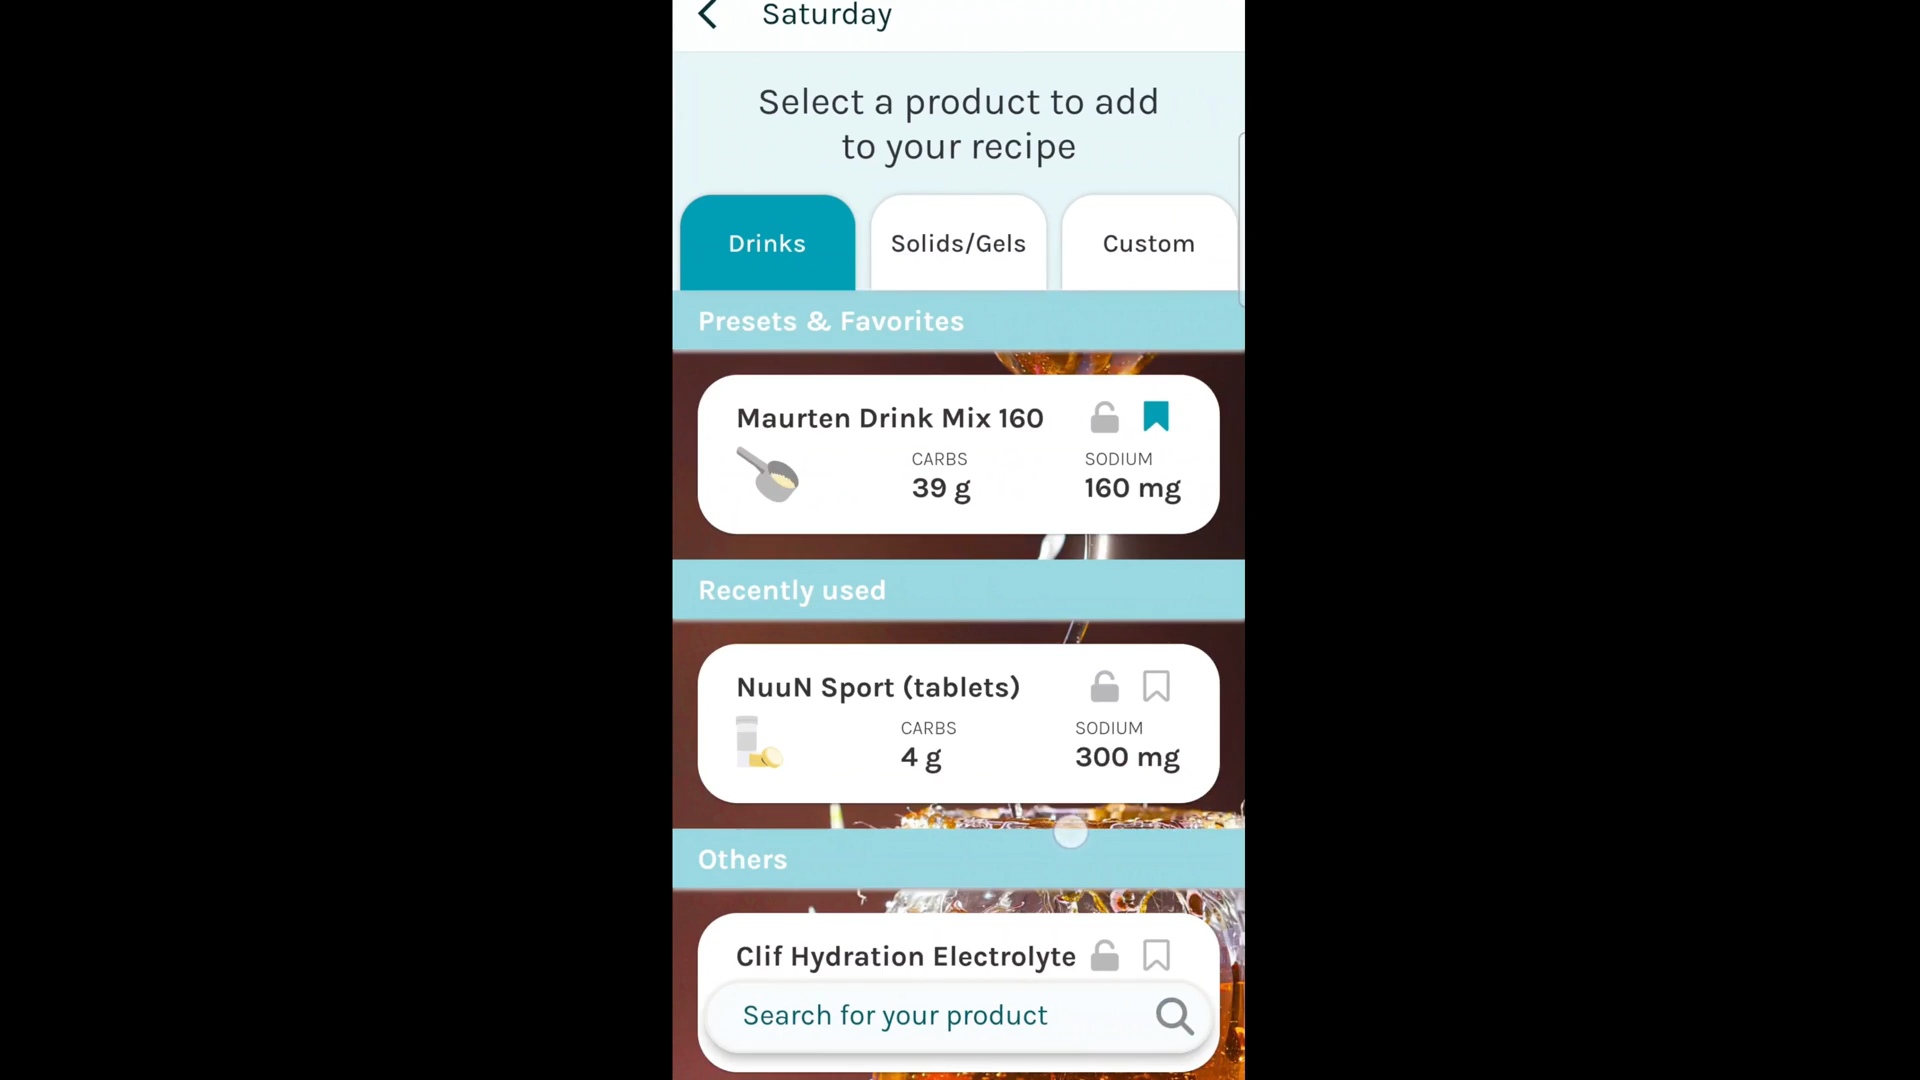 Saturday
Select a product to add
to your recipe
Drinks
Solids/Gels
Custom
Presets & Favorites
Maurten Drink Mix 160
CARBS
SODIUM
39 g
160 mg
Recently used
NuuN Sport (tablets)
CARBS
SODIUM
4 g
300 mg
Others
Clif Hydration Electrolyte
Search for your product